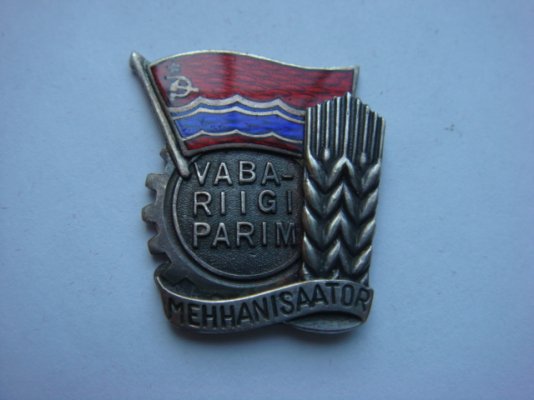 VABA-
RIIGI
PARIM
MEHHANISAATOR